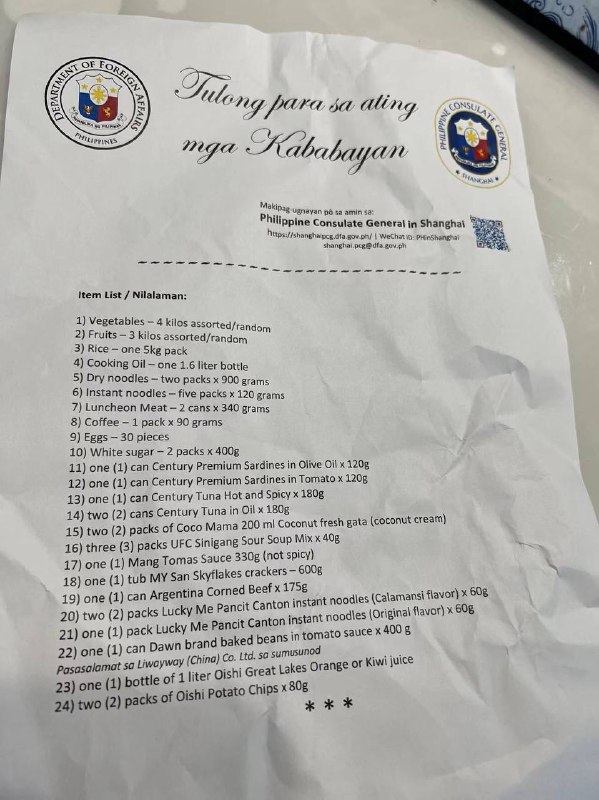 DEPARTMENT OF FOREIGN AFFAIRS
PHILIPPINES
Tulong para sa ating
mga Kababayan
PHILIPPINE CONSULATE GENERAL
SHANGHAI
Makipag-ugnayan po sa amin sa:
Philippine Consulate General in Shanghai
https://shanghaipcg.dfa.gov.ph/ | WeChat ID: PHinShanghai
shanghai.pcg@dfa.gov.ph
Item List / Nilalaman:
1) Vegetables – 4 kilos assorted/random
2) Fruits – 3 kilos assorted/random
3) Rice – one 5kg pack
4) Cooking Oil – one 1.6 liter bottle
5) Dry noodles – two packs x 900 grams
6) Instant noodles – five packs x 120 grams
7) Luncheon Meat – 2 cans x 340 grams
8) Coffee – 1 pack x 90 grams
9) Eggs – 30 pieces
10) White sugar – 2 packs x 400g
11) one (1) can Century Premium Sardines in Olive Oil x 120g
12) one (1) can Century Premium Sardines in Tomato x 120g
13) one (1) can Century Tuna Hot and Spicy x 180g
14) two (2) cans Century Tuna in Oil x 180g
15) two (2) packs of Coco Mama 200 ml Coconut fresh gata (coconut cream)
16) three (3) packs UFC Sinigang Sour Soup Mix x 40g
17) one (1) Mang Tomas Sauce 330g (not spicy)
18) one (1) tub MY San Skyflakes crackers – 600g
19) one (1) can Argentina Corned Beef x 175g
20) two (2) packs Lucky Me Pancit Canton instant noodles (Calamansi flavor) x 60g
21) one (1) pack Lucky Me Pancit Canton instant noodles (Original flavor) x 60g
22) one (1) can Dawn brand baked beans in tomato sauce x 400 g
Pasasalamat sa Liwayway (China) Co. Ltd. sa sumusunod
23) one (1) bottle of 1 liter Oishi Great Lakes Orange or Kiwi juice
24) two (2) packs of Oishi Potato Chips x 80g
* * *